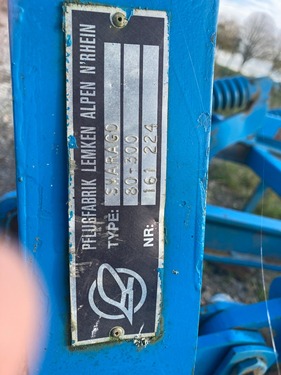 PFLUGFABRIK LEMKEN ALPEN N'RHEIN
TYPE: SMARAGD
80-300
NR: 161 224